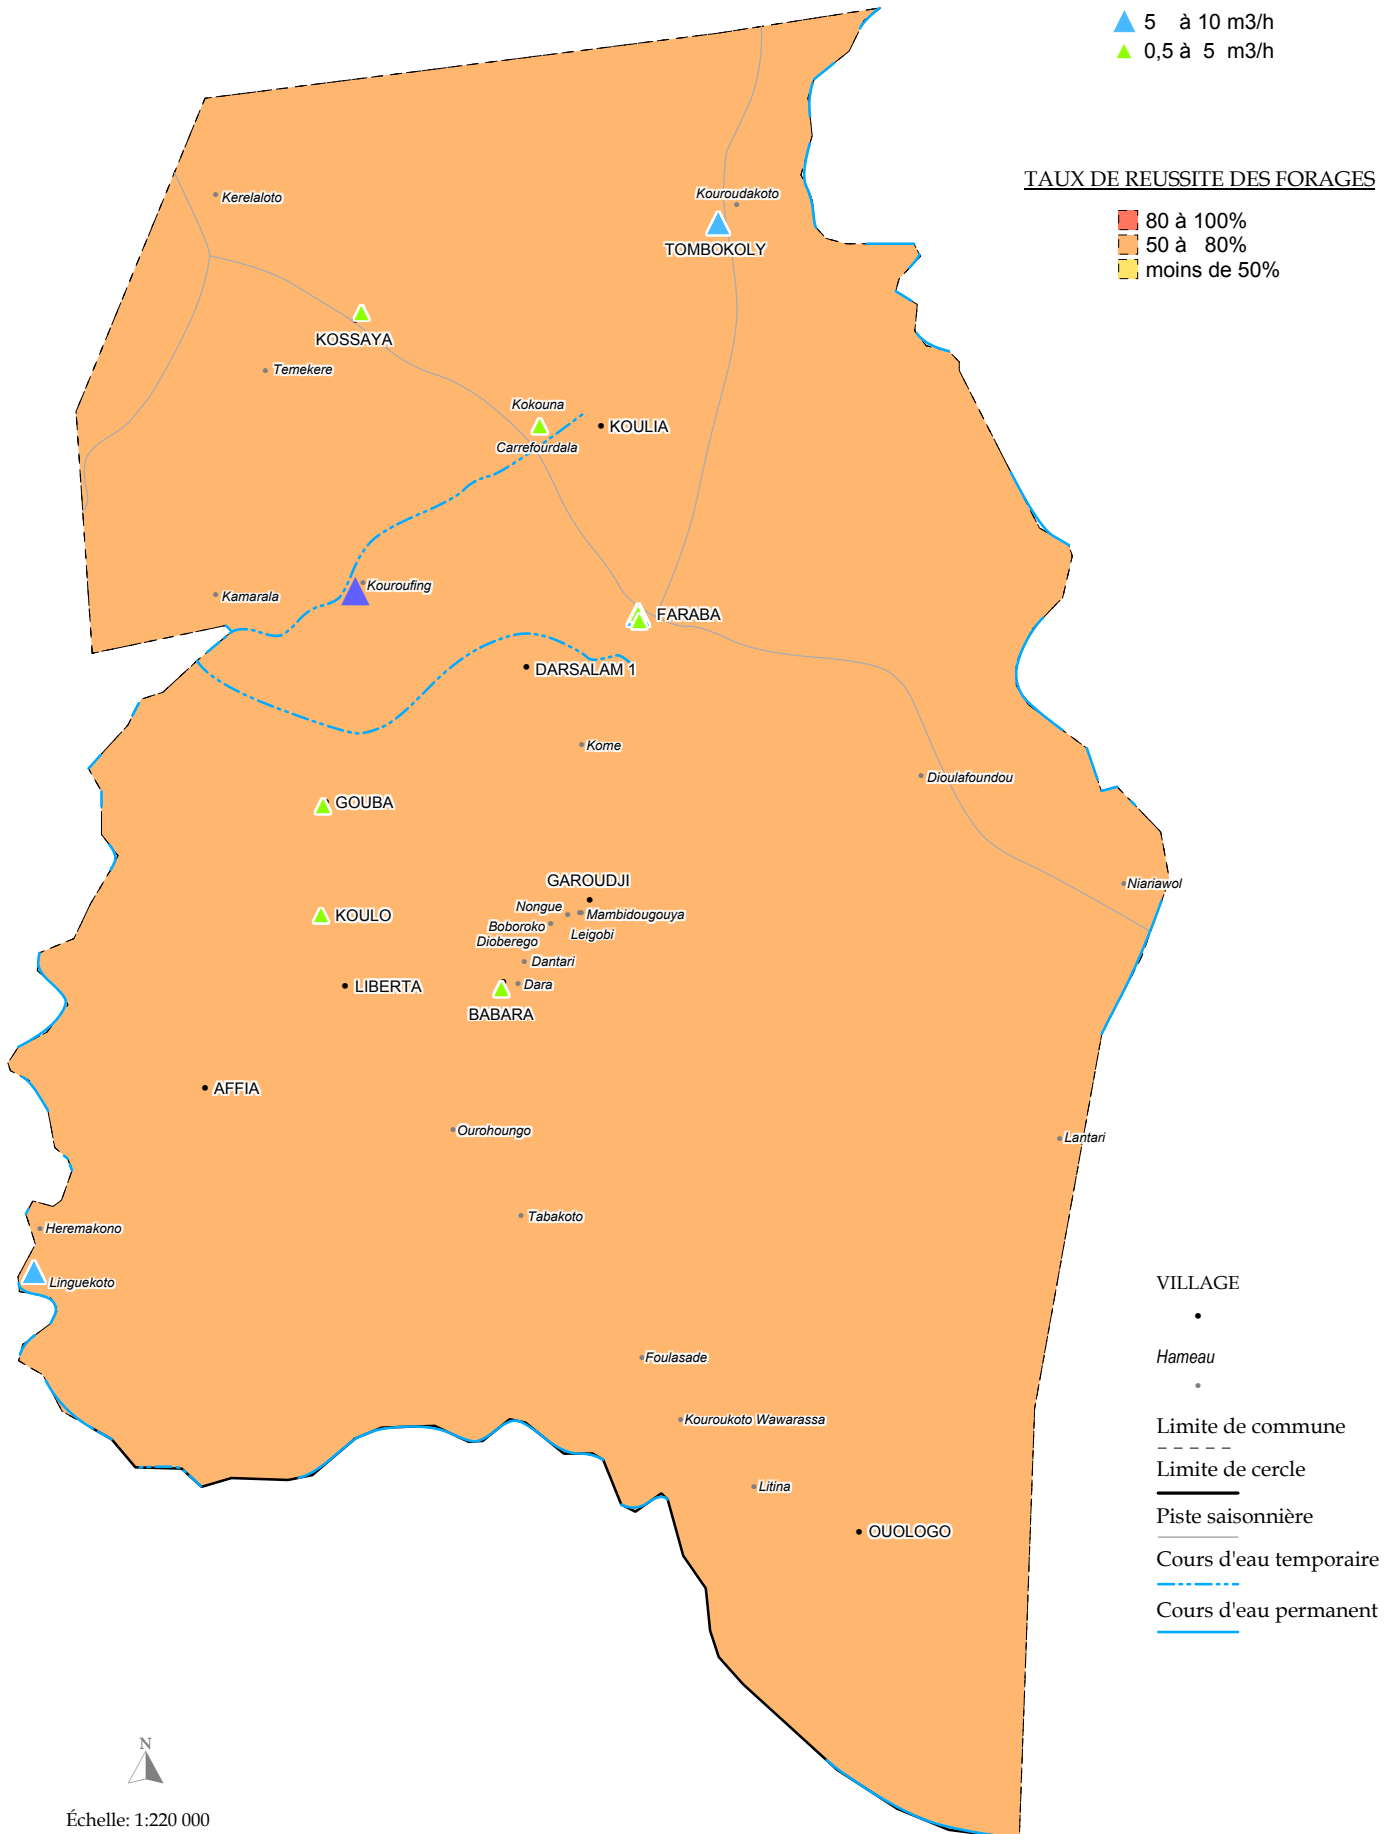 5 à 10 m3/h
0,5 à 5 m3/h
TAUX DE REUSSITE DES FORAGES
80 à 100%
50 à 80%
moins de 50%
Kerelaloto
Kouroudakoto
TOMBOKOLY
KOSSAYA
Temekere
Kokouna
KOULIA
Carrefourdala
Kouroufing
Kamarala
FARABA
DARSALAM 1
Kome
Dioulafoundou
GOUBA
GAROUDJI
Niariawol
Nongue
Mambidougouya
KOULO
Boboroko
Leigobi
Dioberego
Dantari
LIBERTA
Dara
BABARA
AFFIA
Ourohoungo
Lantari
Tabakoto
Heremakono
Linguekoto
Foulasade
Kouroukoto Wawarassa
Litina
OUOLOGO
VILLAGE
Hameau
Limite de commune
Limite de cercle
Piste saisonnière
Cours d'eau temporaire
Cours d'eau permanent
N
Échelle: 1:220 000